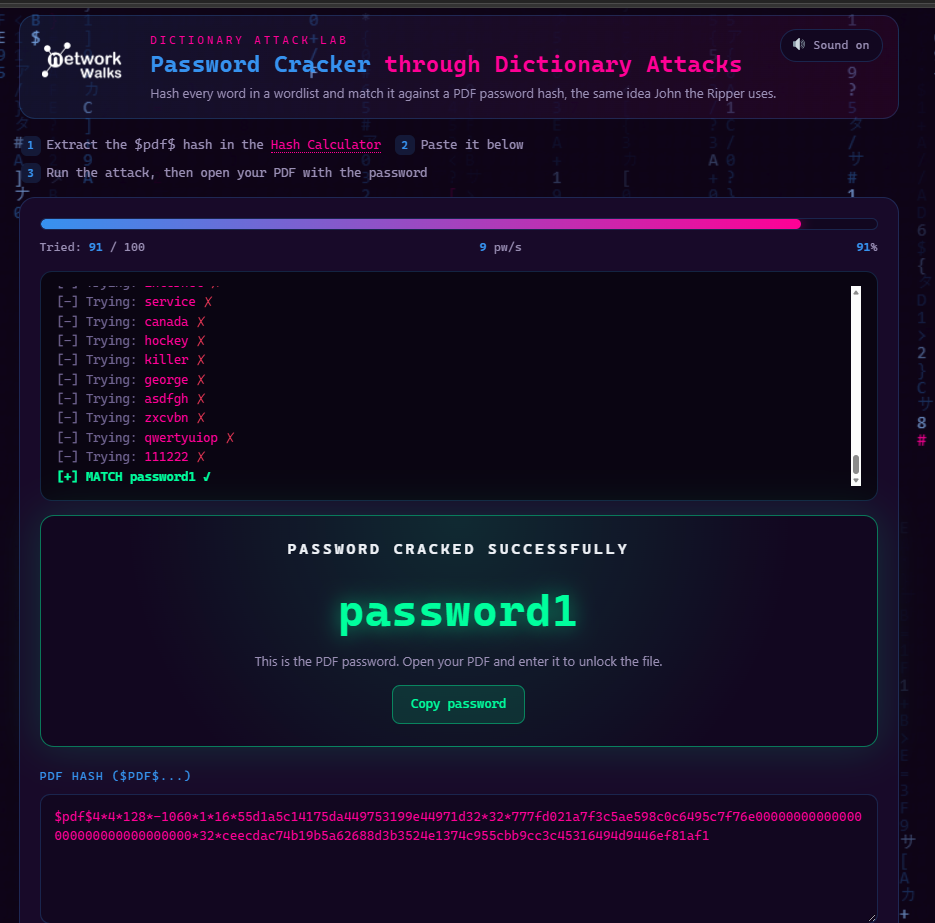 DICTIONARY ATTACK LAB
Sound on
network
Walks
Password Cracker through Dictionary Attacks
Hash every word in a wordlist and match it against a PDF password hash, the same idea John the Ripper uses.
1 Extract the $pdf$ hash in the Hash Calculator 2 Paste it below
3 Run the attack, then open your PDF with the password
Tried: 91 / 100 9 pw/s 91%
[-] Trying: service ✗
[-] Trying: canada ✗
[-] Trying: hockey ✗
[-] Trying: killer ✗
[-] Trying: george ✗
[-] Trying: asdfgh ✗
[-] Trying: zxcvbn ✗
[-] Trying: qwertyuiop ✗
[-] Trying: 111222 ✗
[+] MATCH password1 ✓
PASSWORD CRACKED SUCCESSFULLY
password1
This is the PDF password. Open your PDF and enter it to unlock the file.
Copy password
PDF HASH ($PDF$...)
$pdf$4*4*128*-1060*1*16*55d1a5c14175da449753199e44971d32*32*777fd021a7f3c5ae598c0c6495c7f76e00000000000000
000000000000000000*32*ceecdac74b19b5a62688d3b3524e1374c955cbb9cc3c45316494d9446ef81af1